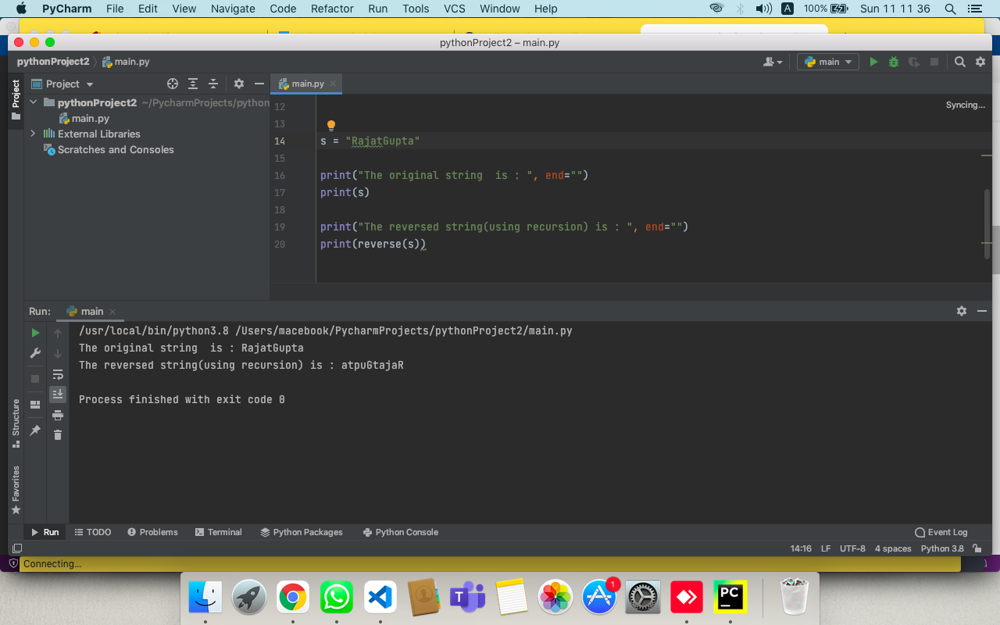 PyCharm File Edit View Navigate Code Refactor Run Tools VCS Window Help A 100% Sun 11 11 36
pythonProject2 – main.py
pythonProject2 main.py main
Project main.py
Project
pythonProject2 ~/PycharmProjects/python
main.py
External Libraries
Scratches and Consoles
Syncing...
12
13
14 s = "RajatGupta"
15
16 print("The original string  is : ", end="")
17 print(s)
18
19 print("The reversed string(using recursion) is : ", end="")
20 print(reverse(s))
Run: main
/usr/local/bin/python3.8 /Users/macebook/PycharmProjects/pythonProject2/main.py
The original string  is : RajatGupta
The reversed string(using recursion) is : atpuGtajaR
Process finished with exit code 0
Structure
Favorites
Run TODO Problems Terminal Python Packages Python Console Event Log
14:16 LF UTF-8 4 spaces Python 3.8
Connecting...
T
1
PC